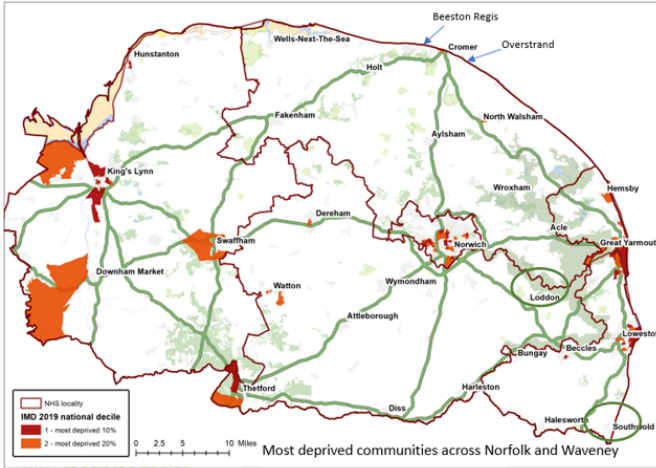 Beeston Regis
Wells-Next-The-Sea
Cromer
Overstrand
Hunstanton
Holt
Fakenham
North Walsham
Aylsham
King's Lynn
Wroxham
Hemsby
Dereham
Acle
Swaffham
Norwich
Great Yarmout
Downham Market
Wymondham
Watton
Loddon
Attleborough
Lowestof
Bungay
Beccles
Thetford
Harleston
Diss
Halesworth
Southwold
NHS locality
IMD 2019 national decile
1 - most deprived 10%
2 - most deprived 20%
0 2.5 5 10 Miles
Most deprived communities across Norfolk and Waveney